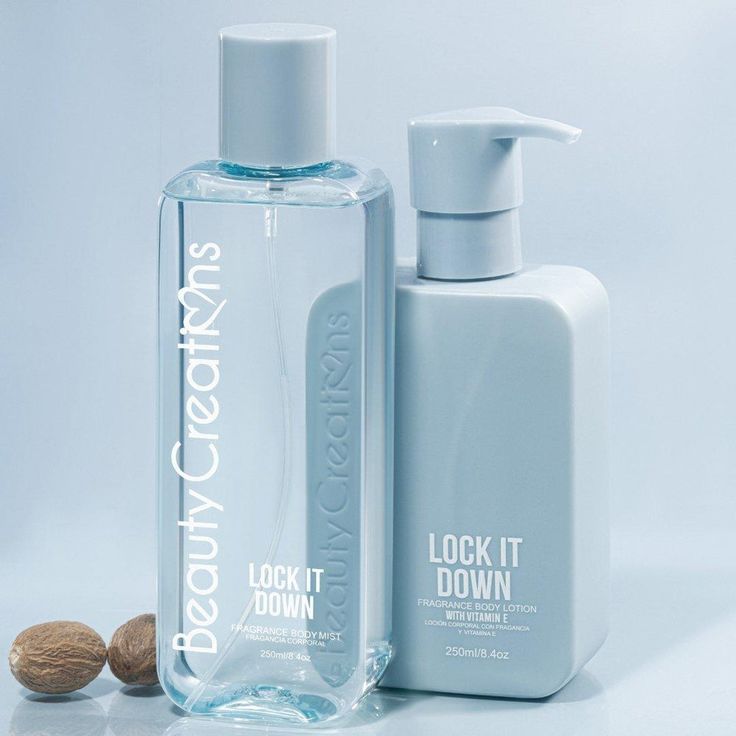 Beauty Creations
LOCK IT
DOWN
FRAGRANCE BODY MIST
FRAGANCIA CORPORAL
250ml/8.4oz
Beauty Creations
LOCK IT
DOWN
FRAGRANCE BODY LOTION
WITH VITAMIN E
LOCIÓN CORPORAL CON FRAGANCIA
Y VITAMINA E
250ml/8.4oz